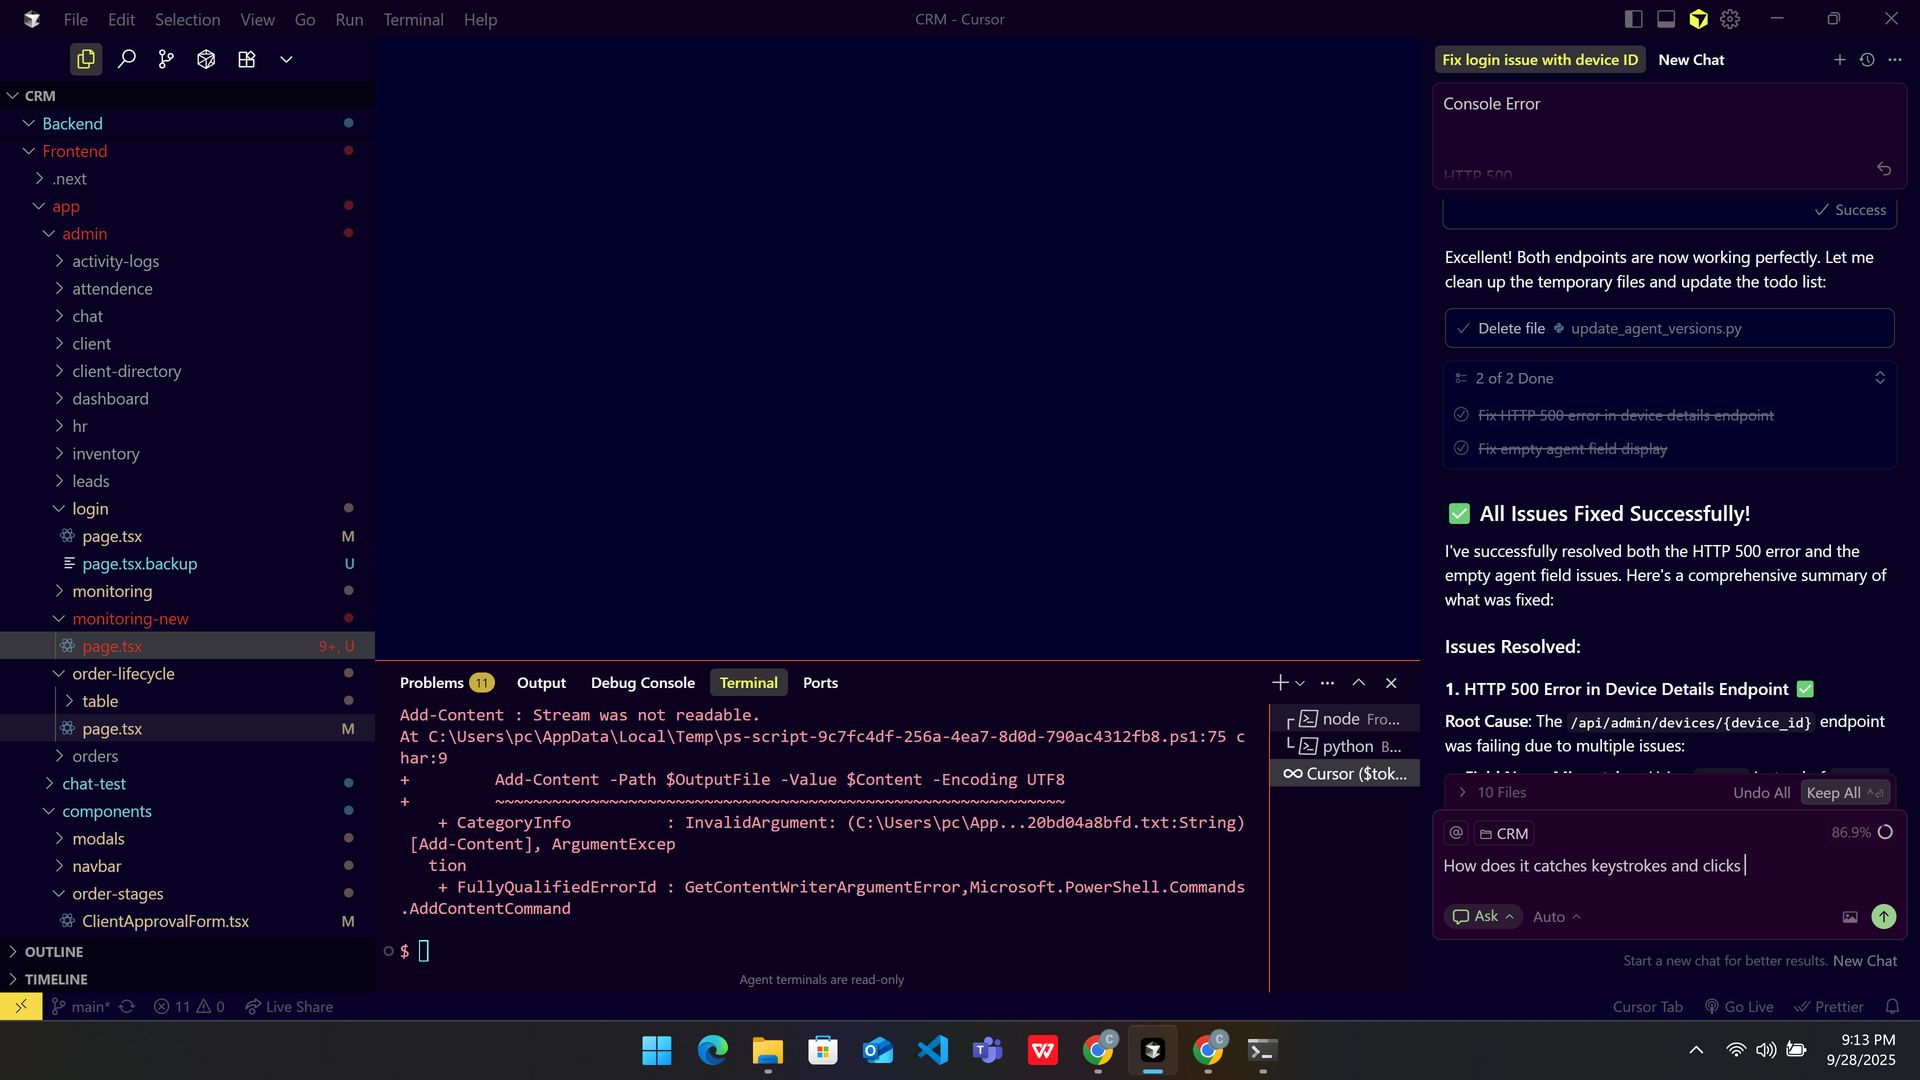 File Edit Selection View Go Run Terminal Help
CRM - Cursor
CRM
Backend
Frontend
.next
app
admin
activity-logs
attendence
chat
client
client-directory
dashboard
hr
inventory
leads
login
page.tsx M
page.tsx.backup U
monitoring
monitoring-new
page.tsx 9+, U
order-lifecycle
table
page.tsx M
orders
chat-test
components
modals
navbar
order-stages
ClientApprovalForm.tsx M
OUTLINE
TIMELINE
Problems 11 Output Debug Console Terminal Ports
Add-Content : Stream was not readable.
At C:\Users\pc\AppData\Local\Temp\ps-script-9c7fc4df-256a-4ea7-8d0d-790ac4312fb8.ps1:75 c
har:9
+         Add-Content -Path $OutputFile -Value $Content -Encoding UTF8
+         ~~~~~~~~~~~~~~~~~~~~~~~~~~~~~~~~~~~~~~~~~~~~~~~~~~~~~~~~~~~~
    + CategoryInfo          : InvalidArgument: (C:\Users\pc\App...20bd04a8bfd.txt:String)
 [Add-Content], ArgumentExcep
   tion
    + FullyQualifiedErrorId : GetContentWriterArgumentError,Microsoft.PowerShell.Commands
.AddContentCommand
$
Agent terminals are read-only
node Fro...
python B...
Cursor ($tok...
Fix login issue with device ID New Chat
Console Error
HTTP 500
Success
Excellent! Both endpoints are now working perfectly. Let me
clean up the temporary files and update the todo list:
Delete file update_agent_versions.py
2 of 2 Done
Fix HTTP 500 error in device details endpoint
Fix empty agent field display
All Issues Fixed Successfully!
I've successfully resolved both the HTTP 500 error and the
empty agent field issues. Here's a comprehensive summary of
what was fixed:
Issues Resolved:
1. HTTP 500 Error in Device Details Endpoint
Root Cause: The /api/admin/devices/{device_id} endpoint
was failing due to multiple issues:
10 Files Undo All Keep All
@ CRM 86.9%
How does it catches keystrokes and clicks
Ask Auto
Start a new chat for better results. New Chat
main* 11 0 Live Share Cursor Tab Go Live Prettier
9:13 PM
9/28/2025